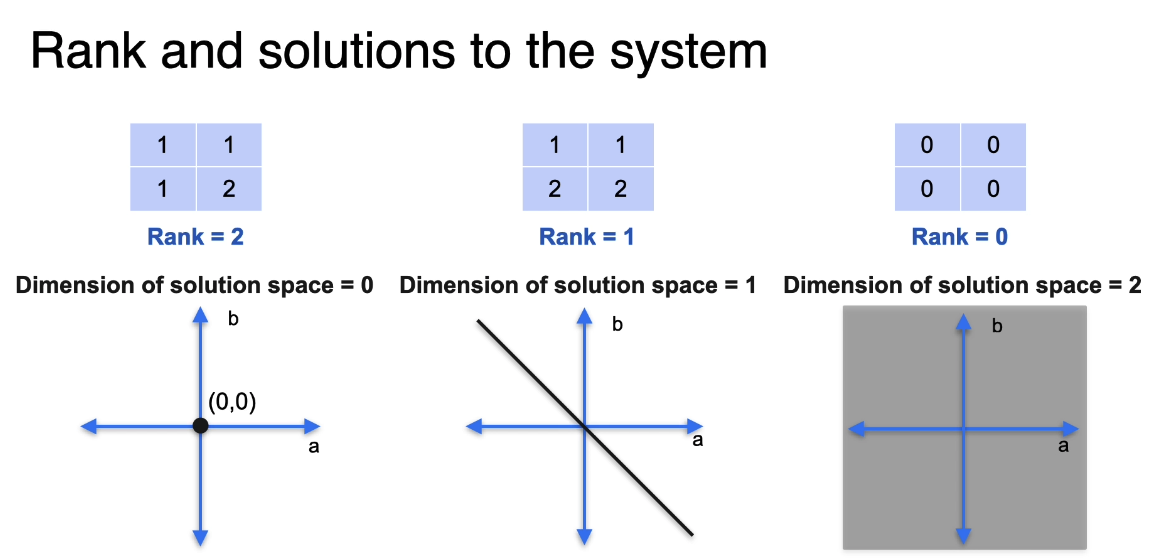 Rank and solutions to the system
1 1
1 2
Rank = 2
Dimension of solution space = 0
b
(0,0)
a
1 1
2 2
Rank = 1
Dimension of solution space = 1
b
a
0 0
0 0
Rank = 0
Dimension of solution space = 2
b
a